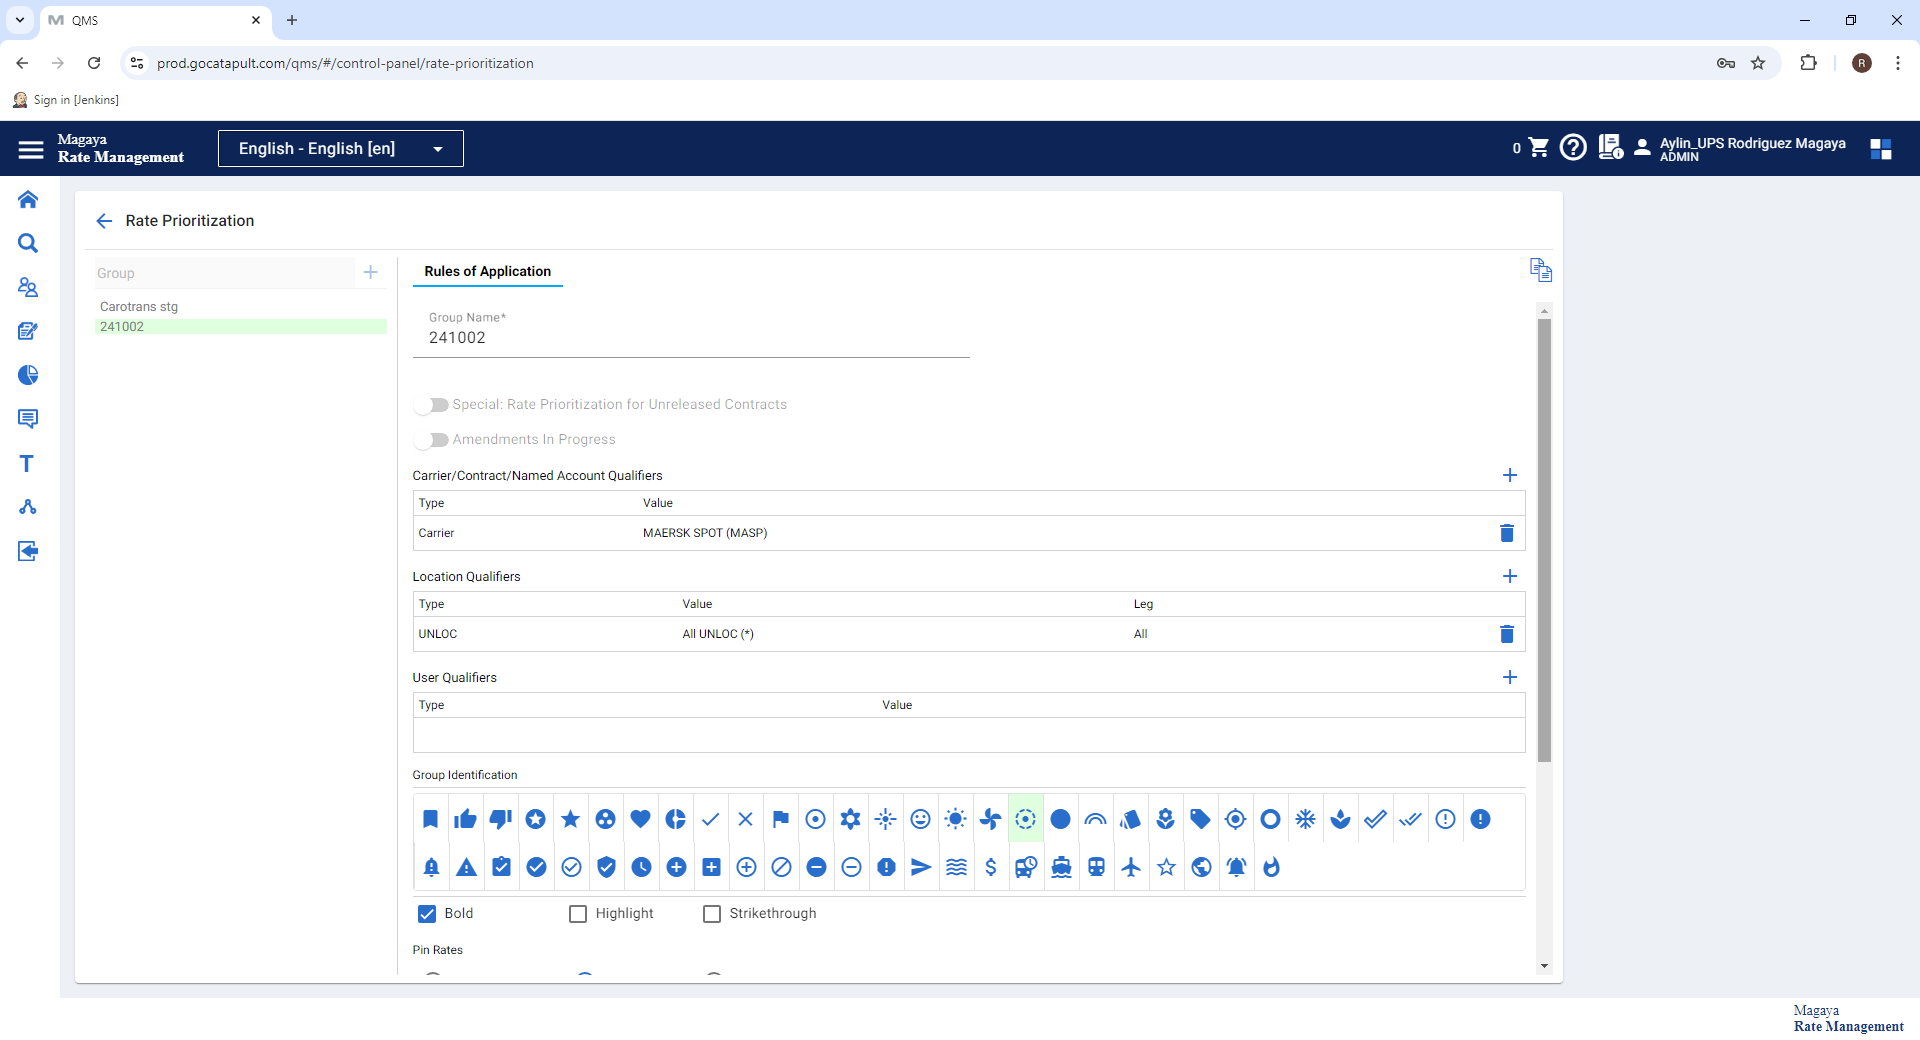 QMS
prod.gocatapult.com/qms/#/control-panel/rate-prioritization
R
Sign in [Jenkins]
Magaya
Rate Management
English - English [en]
0
Aylin_UPS Rodriguez Magaya
ADMIN
Rate Prioritization
Group
Carotrans stg
241002
Rules of Application
Group Name*
241002
Special: Rate Prioritization for Unreleased Contracts
Amendments In Progress
Carrier/Contract/Named Account Qualifiers
Type Value
Carrier MAERSK SPOT (MASP)
Location Qualifiers
Type Value Leg
UNLOC All UNLOC (*) All
User Qualifiers
Type Value
Group Identification
Bold Highlight Strikethrough
Pin Rates
Magaya
Rate Management